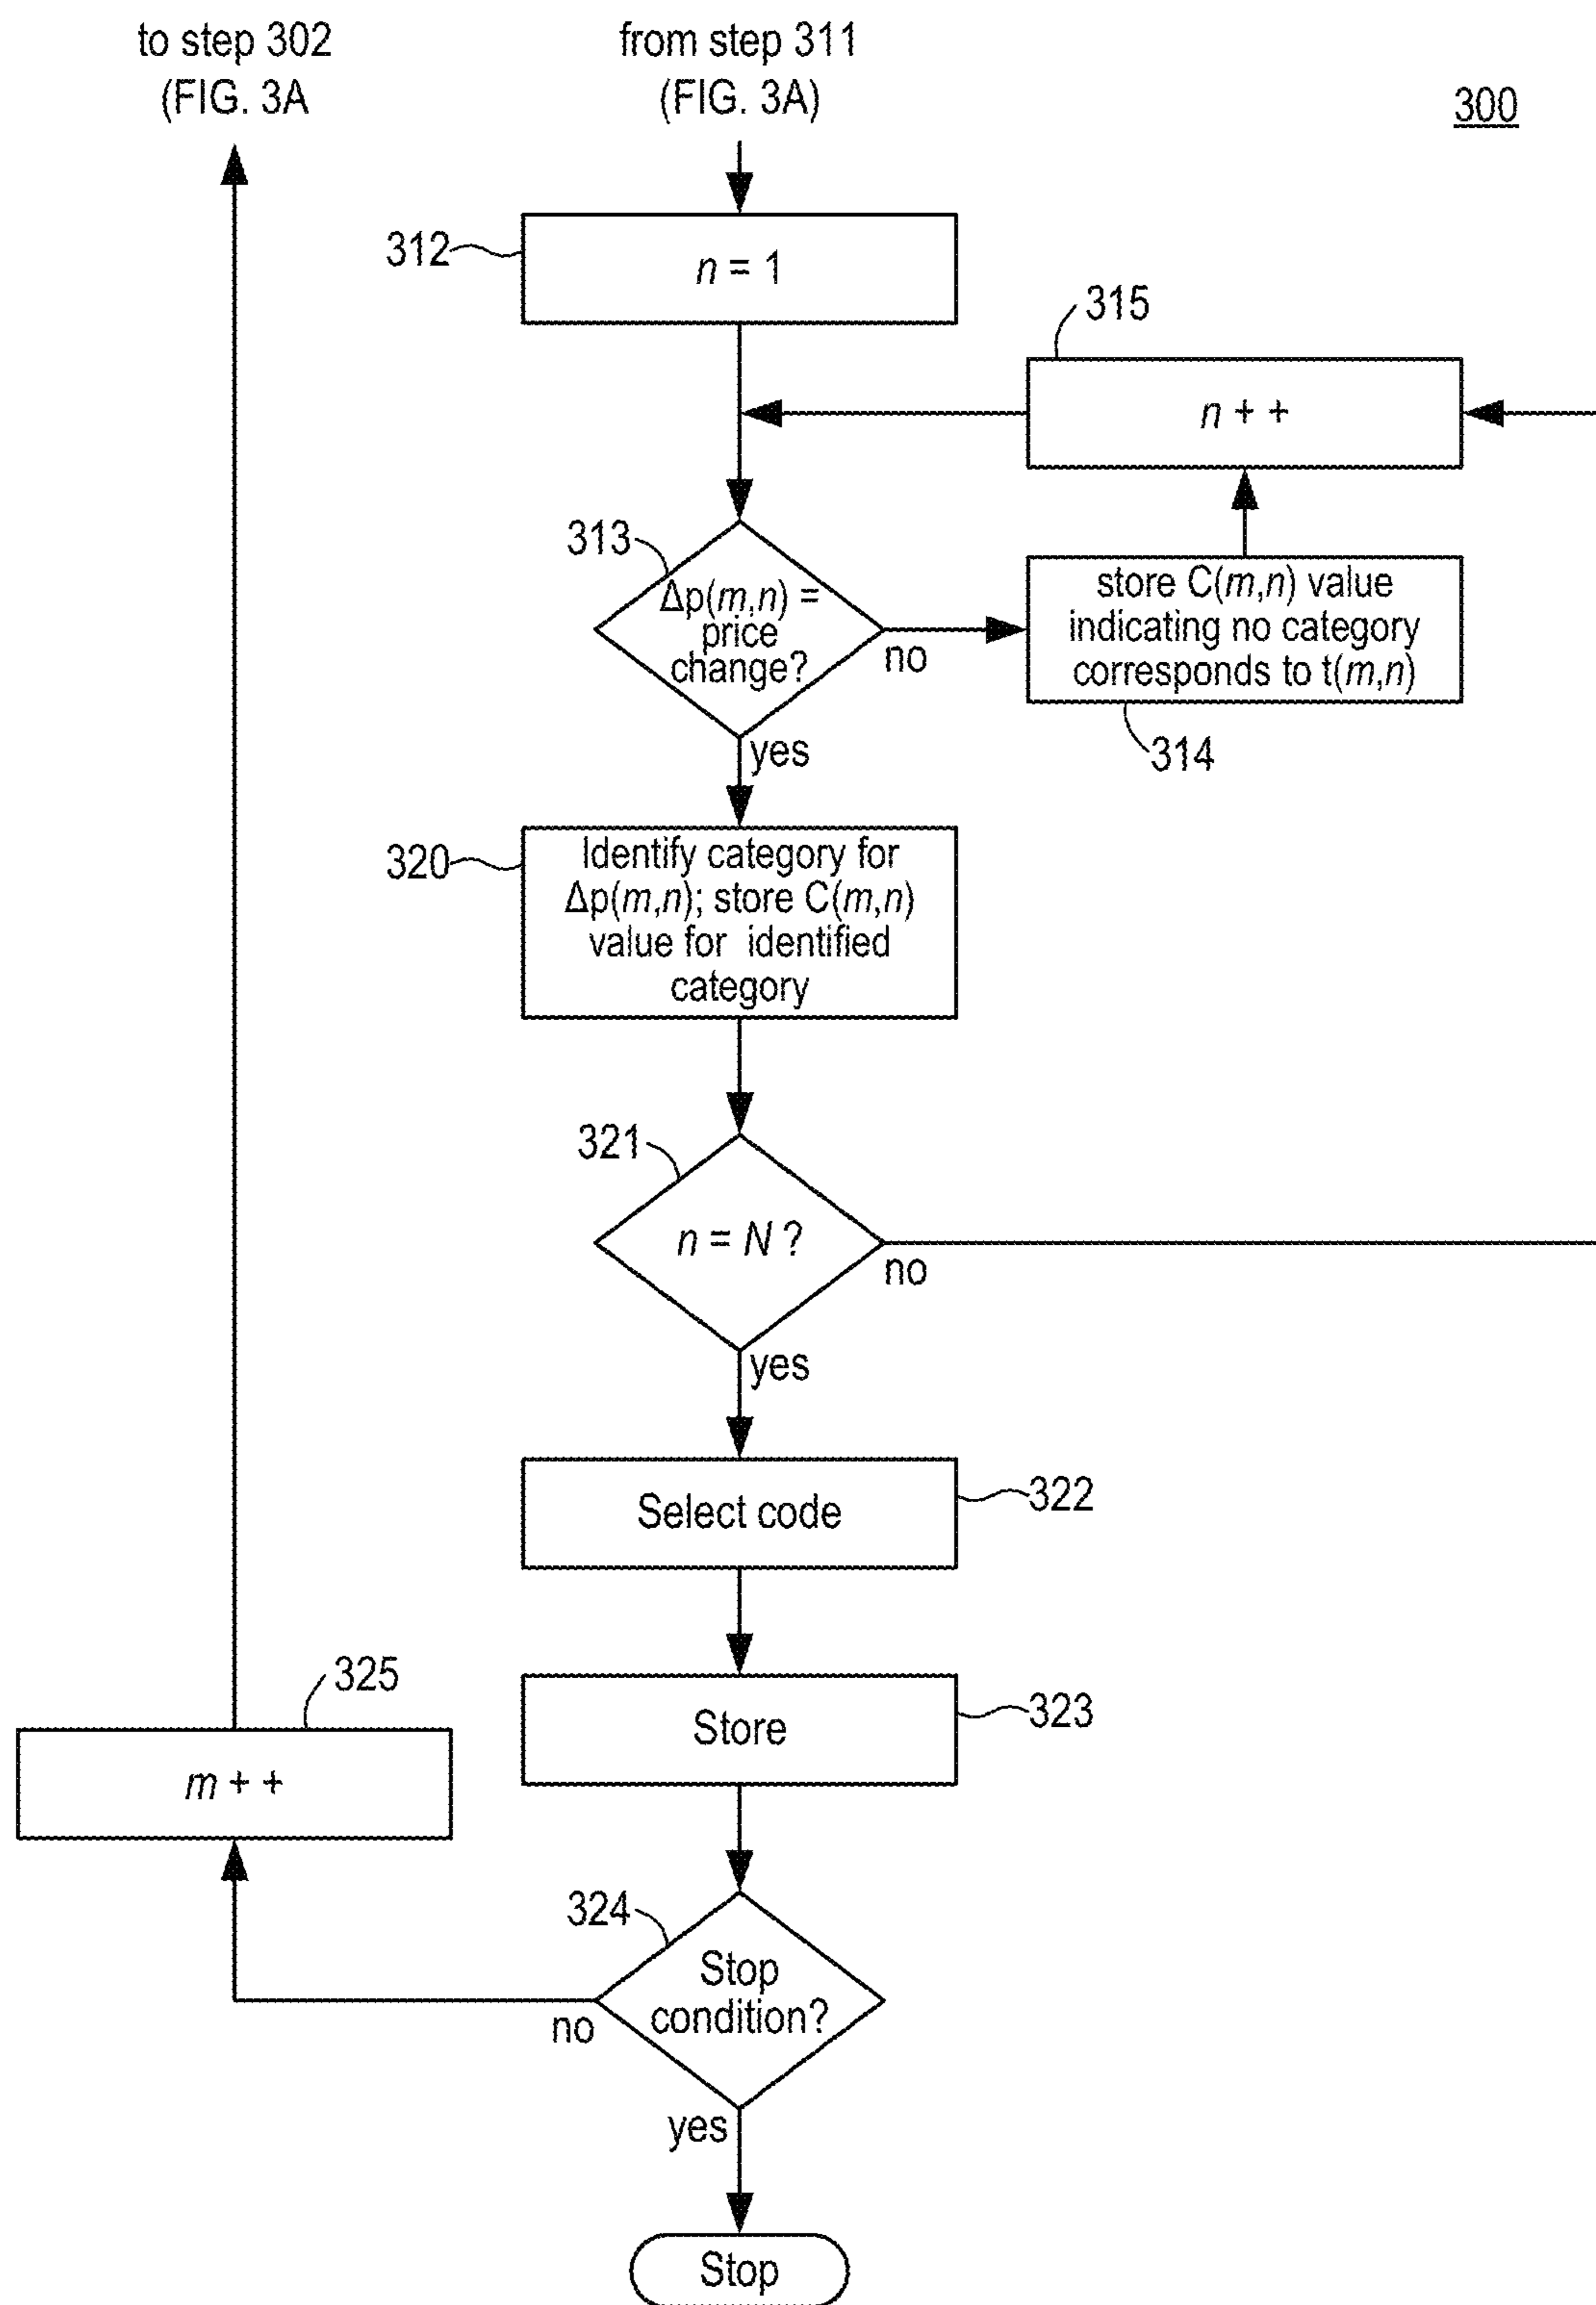 to step 302
(FIG. 3A
from step 311
(FIG. 3A)
300
312
n = 1
315
n + +
313
Δp(m,n) =
price
change?
no
store C(m,n) value
indicating no category
corresponds to t(m,n)
314
yes
320
Identify category for
Δp(m,n); store C(m,n)
value for identified
category
321
n = N ?
no
yes
Select code
322
325
Store
323
m + +
324
Stop
condition?
no
yes
Stop